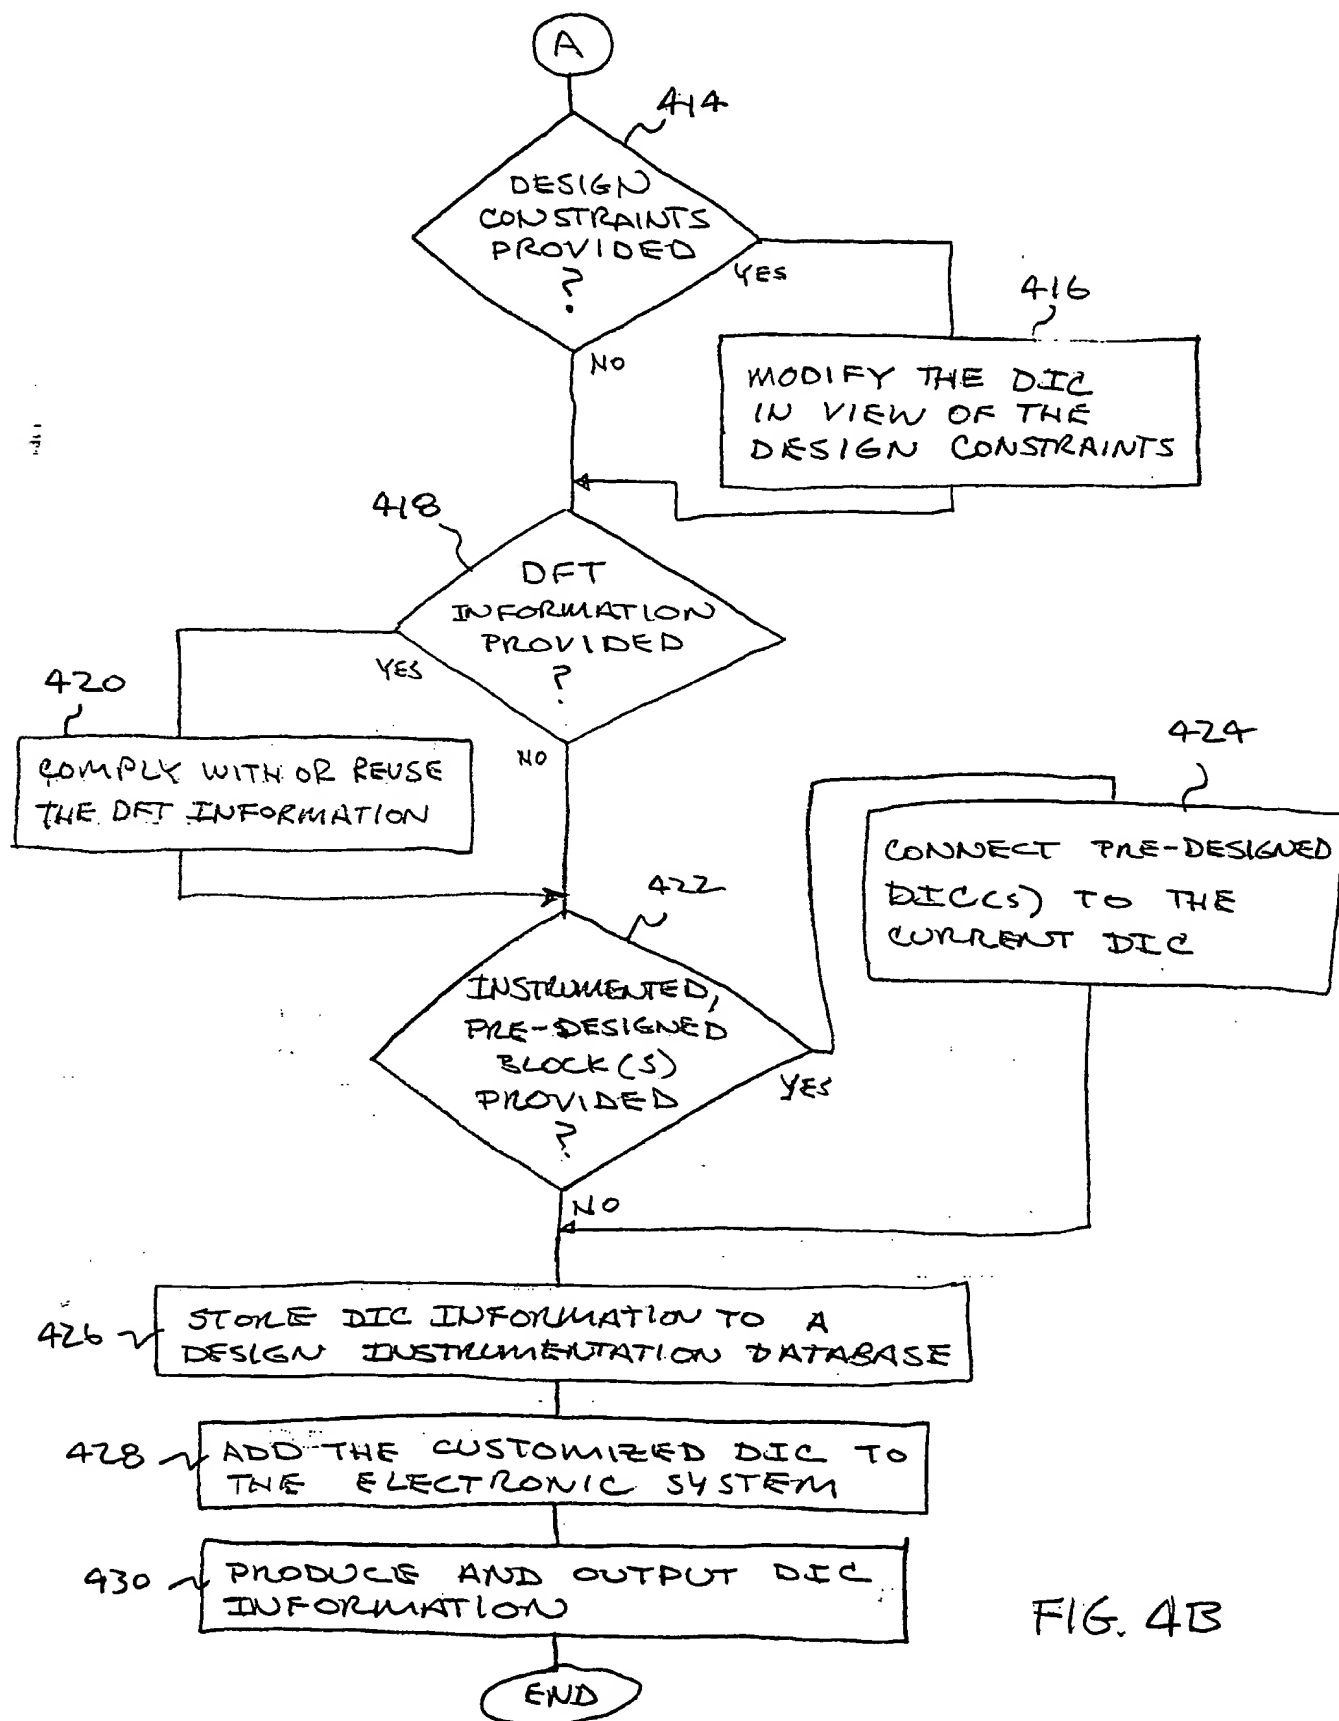 A
414
DESIGN
CONSTRAINTS
PROVIDED
?
YES
NO
416
MODIFY THE DIC
IN VIEW OF THE
DESIGN CONSTRAINTS
418
DFT
INFORMATION
PROVIDED
?
YES
NO
420
COMPLY WITH OR REUSE
THE DFT INFORMATION
422
INSTRUMENTED,
PRE-DESIGNED
BLOCK(S)
PROVIDED
?
YES
NO
424
CONNECT PRE-DESIGNED
DIC(S) TO THE
CURRENT DIC
426
STORE DIC INFORMATION TO A
DESIGN INSTRUMENTATION DATABASE
428
ADD THE CUSTOMIZED DIC TO
THE ELECTRONIC SYSTEM
430
PRODUCE AND OUTPUT DIC
INFORMATION
END
FIG. 4B